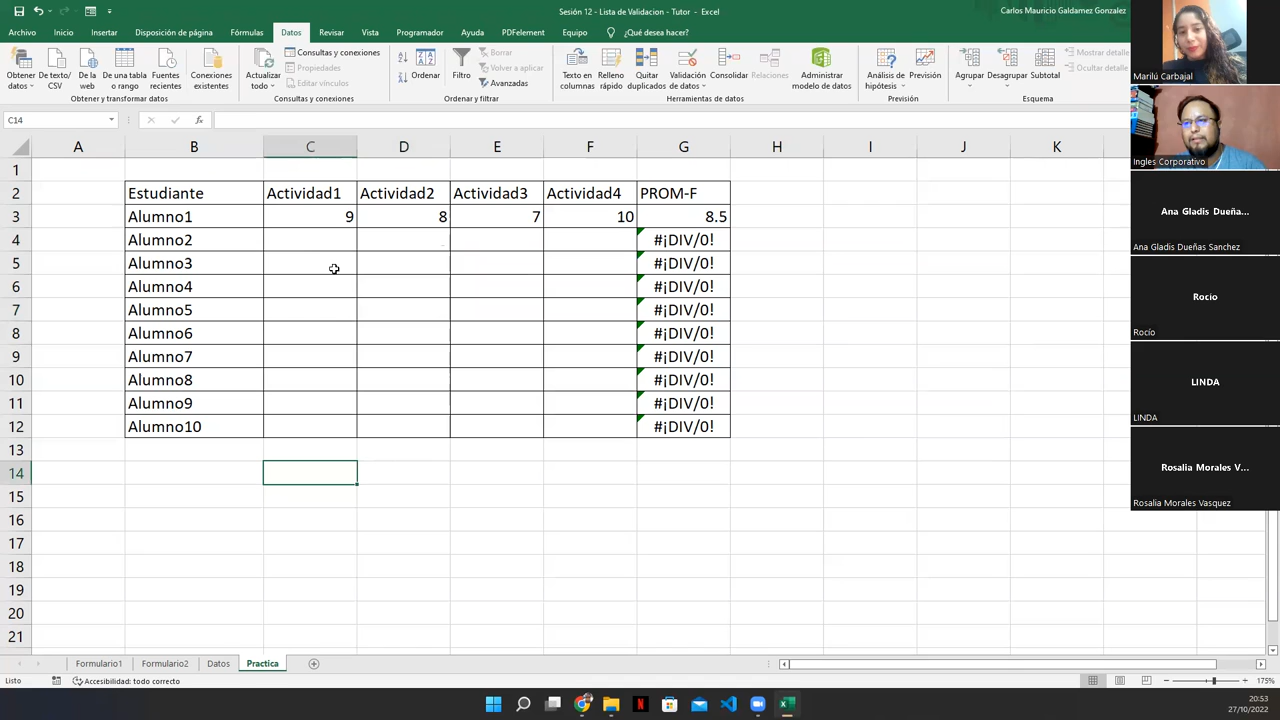 Sesión 12 - Lista de Validacion - Tutor - Excel
Carlos Mauricio Galdamez Gonzalez
Archivo Inicio Insertar Disposición de página Fórmulas Datos Revisar Vista Programador Ayuda PDFelement Equipo ¿Qué desea hacer?
Obtener datos
De texto/CSV
De la web
De una tabla o rango
Fuentes recientes
Conexiones existentes
Obtener y transformar datos
Actualizar todo
Consultas y conexiones
Propiedades
Editar vínculos
Consultas y conexiones
Ordenar
Filtro
Borrar
Volver a aplicar
Avanzadas
Ordenar y filtrar
Texto en columnas
Relleno rápido
Quitar duplicados
Validación de datos
Consolidar
Relaciones
Administrar modelo de datos
Herramientas de datos
Análisis de hipótesis
Previsión
Previsión
Agrupar
Desagrupar
Subtotal
Mostrar detalle
Ocultar detalle
Esquema
C14 fx
A B C D E F G H I J K
1
2 Estudiante Actividad1 Actividad2 Actividad3 Actividad4 PROM-F
3 Alumno1 9 8 7 10 8.5
4 Alumno2 #¡DIV/0!
5 Alumno3 #¡DIV/0!
6 Alumno4 #¡DIV/0!
7 Alumno5 #¡DIV/0!
8 Alumno6 #¡DIV/0!
9 Alumno7 #¡DIV/0!
10 Alumno8 #¡DIV/0!
11 Alumno9 #¡DIV/0!
12 Alumno10 #¡DIV/0!
13
14
15
16
17
18
19
20
21
Formulario1 Formulario2 Datos Practica
Listo Accesibilidad: todo correcto 175%
Marilú Carbajal
Ingles Corporativo
Ana Gladis Dueña...
Ana Gladis Dueñas Sanchez
Rocío
Rocío
LINDA
LINDA
Rosalia Morales V...
Rosalia Morales Vasquez
20:53
27/10/2022